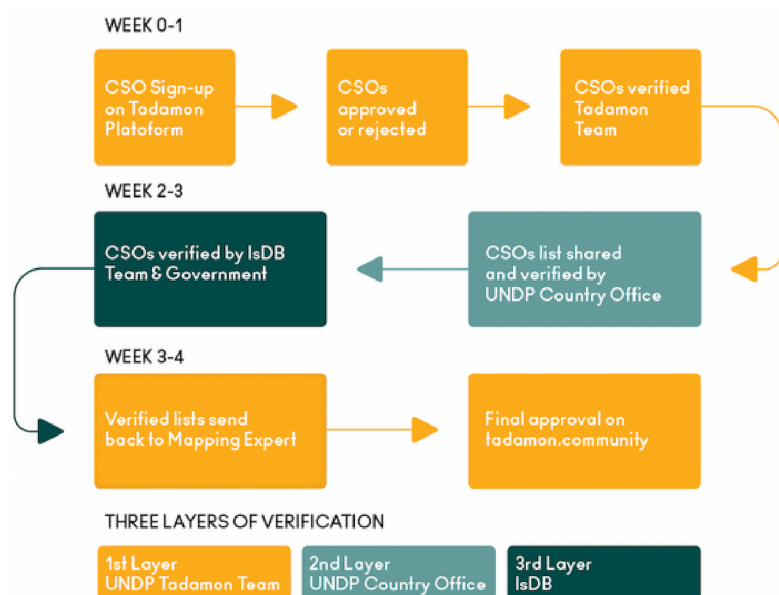 WEEK 0-1
CSO Sign-up
on Tadamon
Platoform
CSOs
approved
or rejected
CSOs verified
Tadamon
Team
WEEK 2-3
CSOs verified by IsDB
Team & Government
CSOs list shared
and verified by
UNDP Country Office
WEEK 3-4
Verified lists send
back to Mapping Expert
Final approval on
tadamon.community
THREE LAYERS OF VERIFICATION
1st Layer
UNDP Tadamon Team
2nd Layer
UNDP Country Office
3rd Layer
IsDB